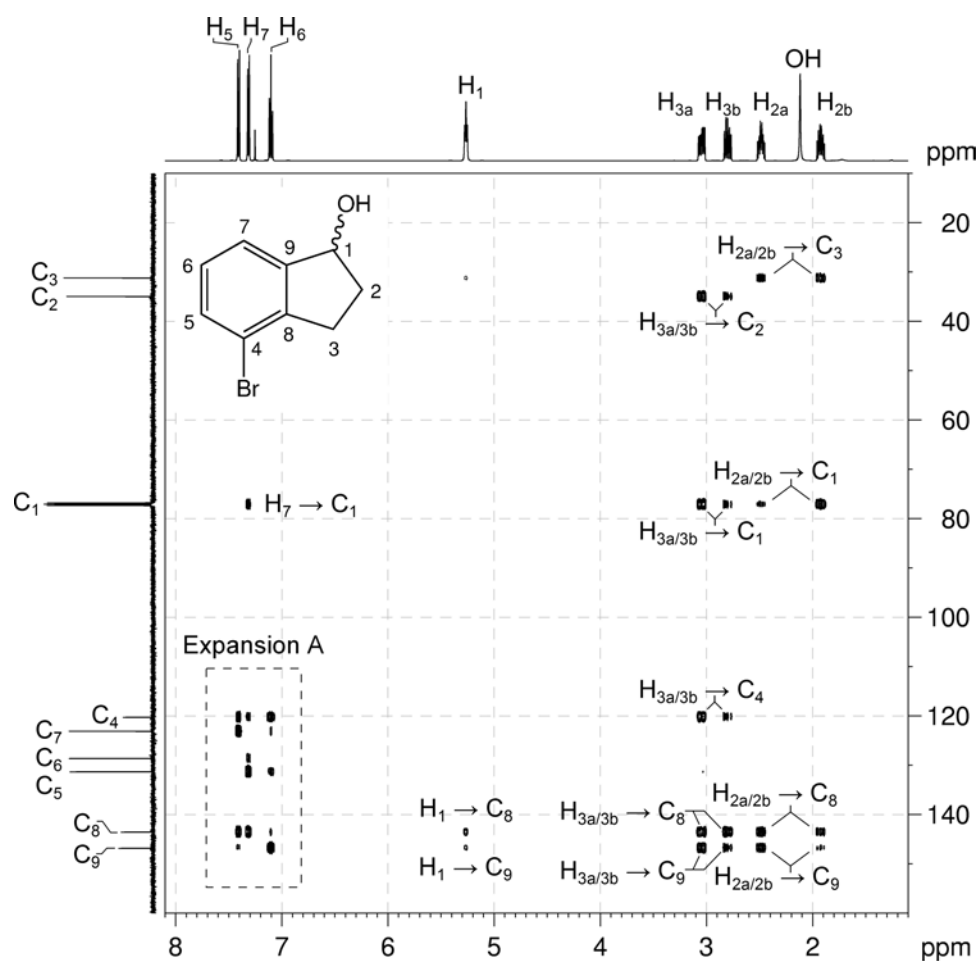 H₅ H₇ H₆
H₁
H₃ₐ H₃b H₂ₐ OH H₂b
ppm
OH
7 9 1
6 2
5 8 3
4
Br
C₃
C₂
C₁
C₄
C₇
C₆
C₅
C₈
C₉
H₂ₐ/₂b → C₃
H₃ₐ/₃b → C₂
H₂ₐ/₂b → C₁
H₇ → C₁
H₃ₐ/₃b → C₁
Expansion A
H₃ₐ/₃b → C₄
H₂ₐ/₂b → C₈
H₁ → C₈
H₃ₐ/₃b → C₈
H₁ → C₉
H₃ₐ/₃b → C₉
H₂ₐ/₂b → C₉
20
40
60
80
100
120
140
8 7 6 5 4 3 2 ppm